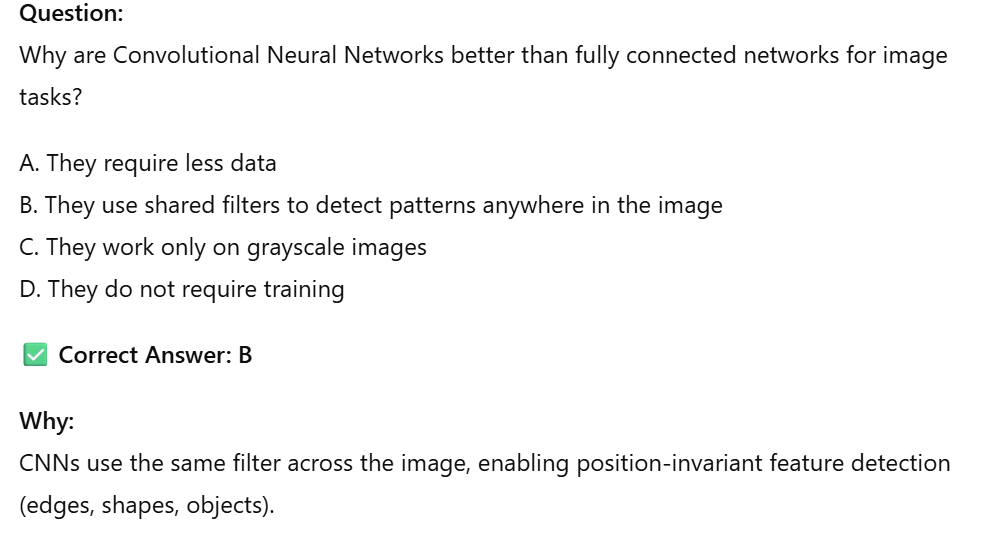 Question:
Why are Convolutional Neural Networks better than fully connected networks for image
tasks?
A. They require less data
B. They use shared filters to detect patterns anywhere in the image
C. They work only on grayscale images
D. They do not require training
✅ Correct Answer: B
Why:
CNNs use the same filter across the image, enabling position-invariant feature detection
(edges, shapes, objects).